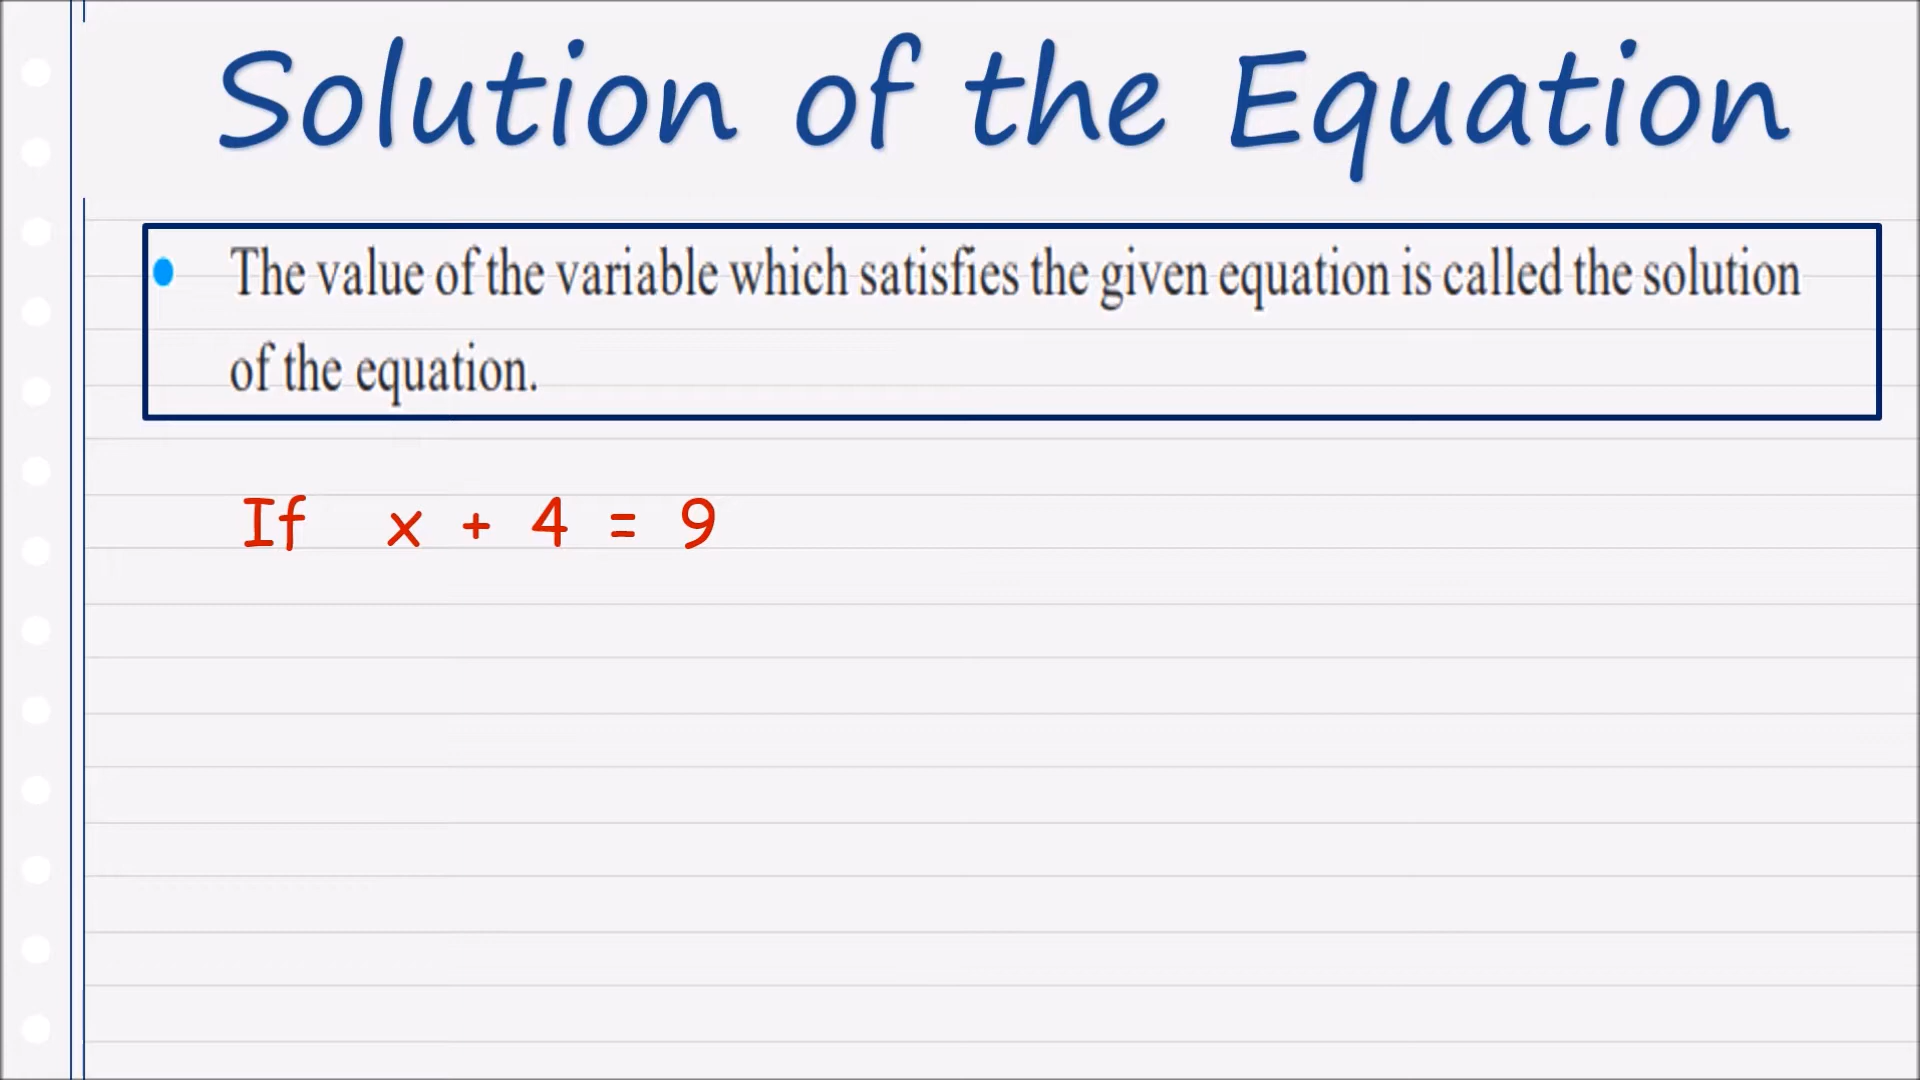 Solution of the Equation
• The value of the variable which satisfies the given equation is called the solution
of the equation.
If x + 4 = 9